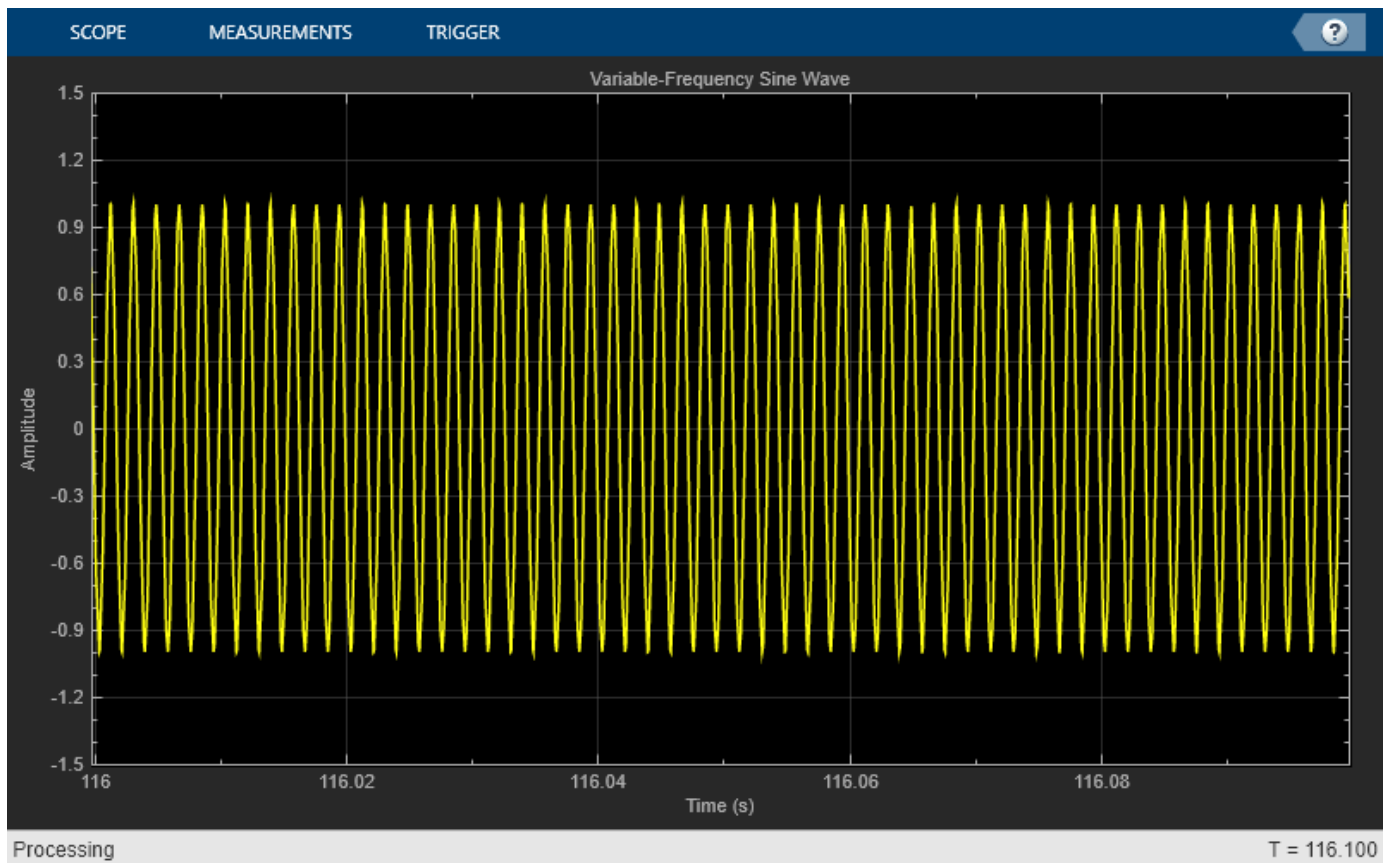 SCOPE MEASUREMENTS TRIGGER ?
Variable-Frequency Sine Wave
1.5
1.2
0.9
0.6
0.3
0
-0.3
-0.6
-0.9
-1.2
-1.5
Amplitude
116 116.02 116.04 116.06 116.08
Time (s)
Processing T = 116.100